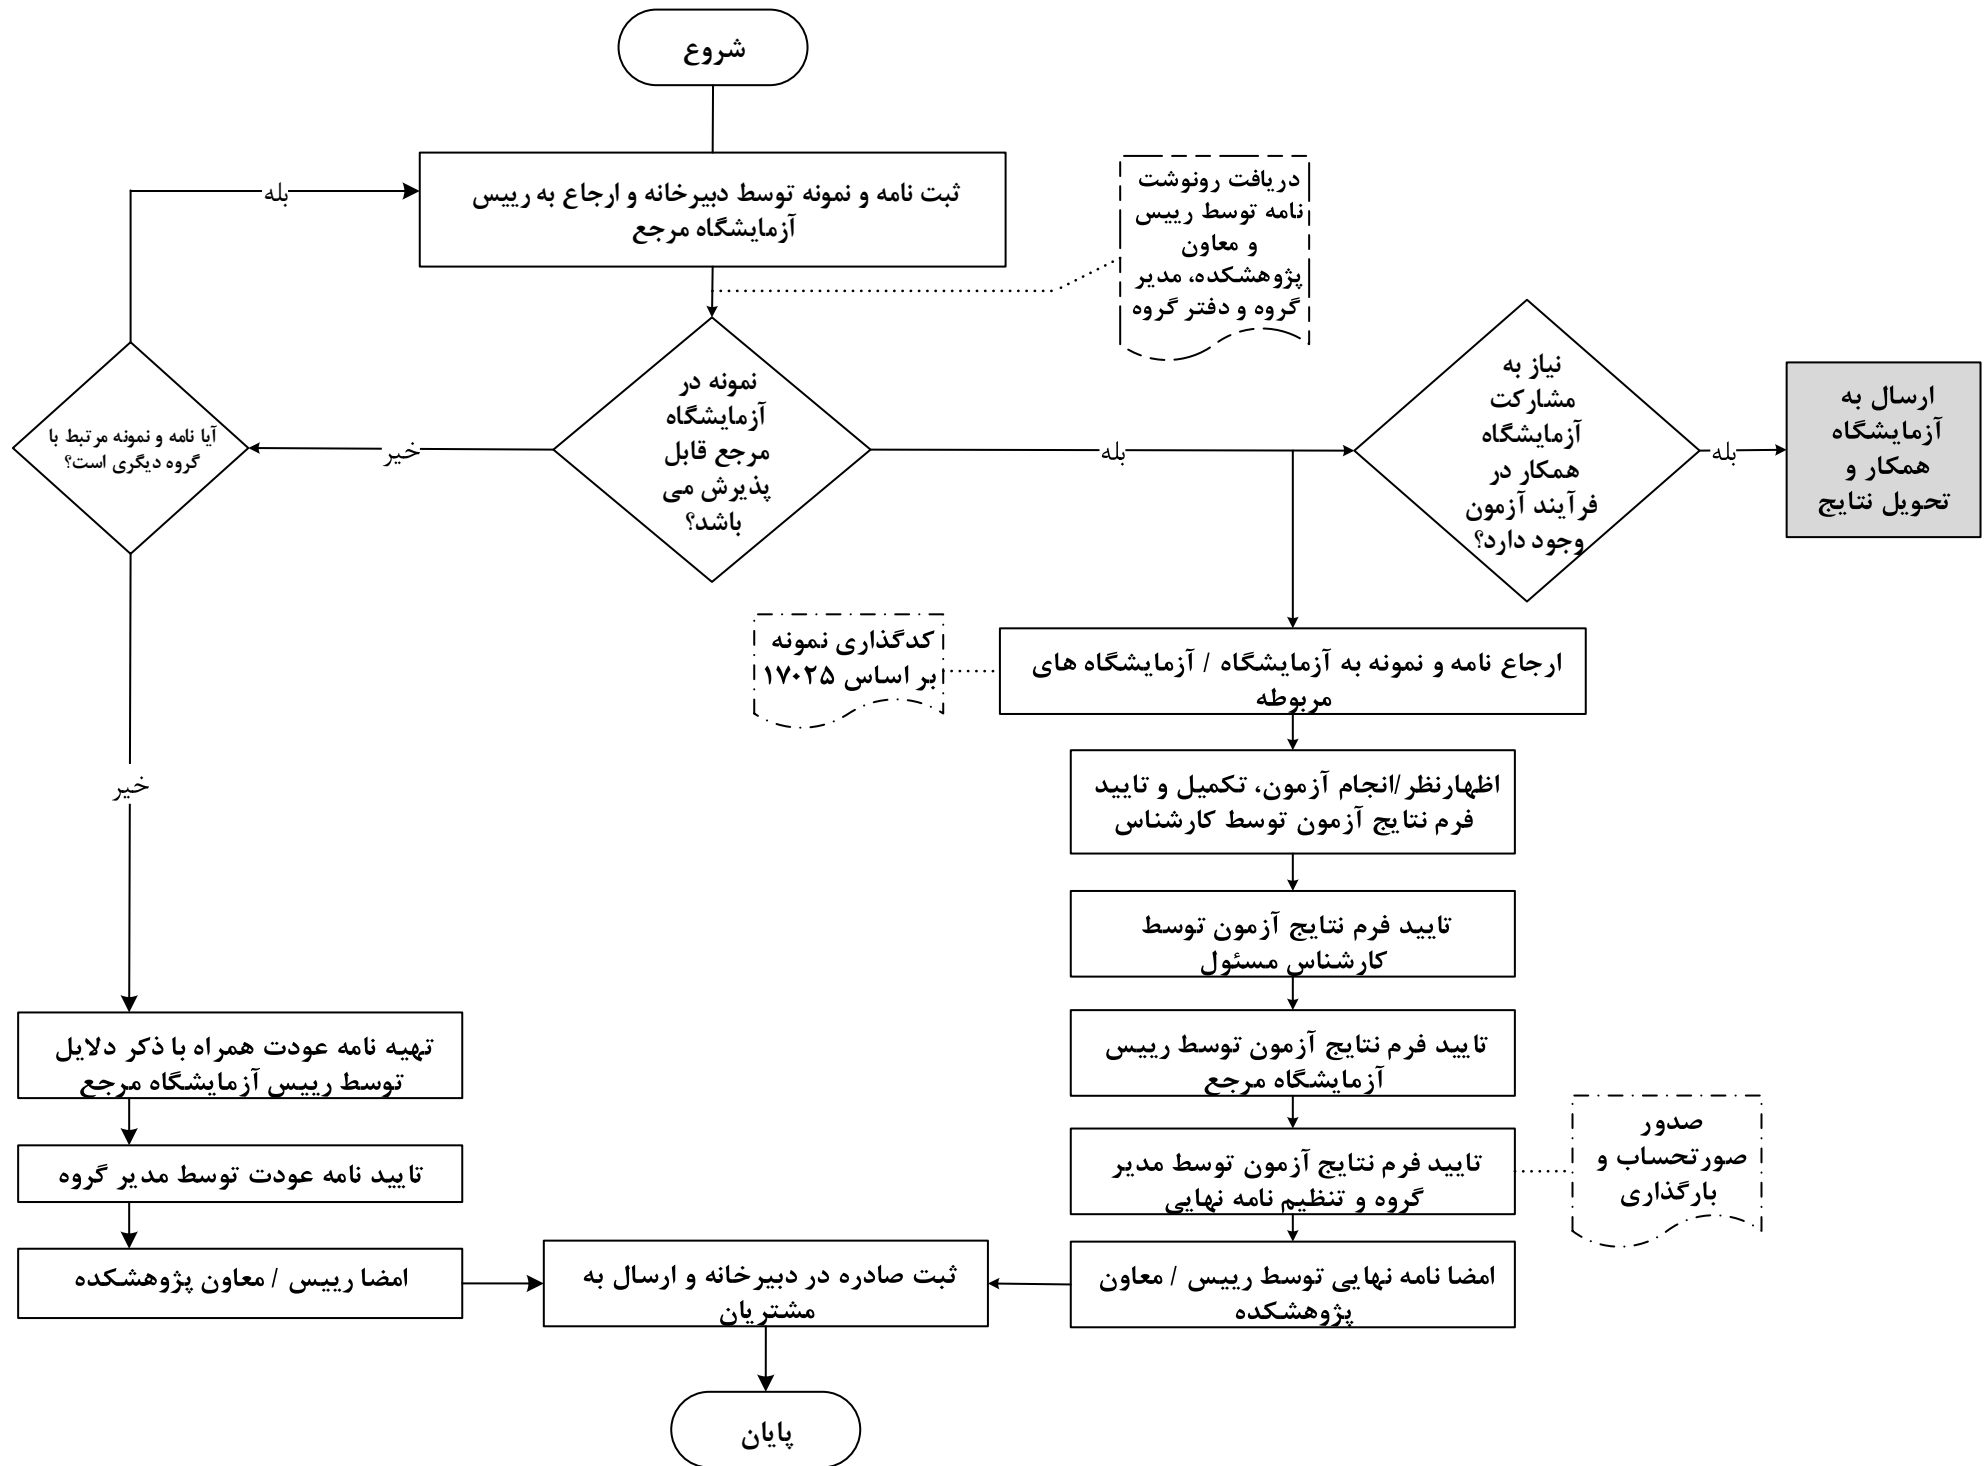 شروع
ثبت نامه و نمونه توسط دبیرخانه و ارجاع به رییس
آزمایشگاه مرجع
دریافت رونوشت
نامه توسط رییس
و معاون
پژوهشکده، مدیر
گروه و دفتر گروه
بله
نمونه در
آزمایشگاه
مرجع قابل
پذیرش می
باشد؟
خیر
آیا نامه و نمونه مرتبط با
گروه دیگری است؟
بله
نیاز به
مشارکت
آزمایشگاه
همکار در
فرآیند آزمون
وجود دارد؟
بله
ارسال به
آزمایشگاه
همکار و
تحویل نتایج
کدگذاری نمونه
بر اساس ۱۷۰۲۵
ارجاع نامه و نمونه به آزمایشگاه / آزمایشگاه های
مربوطه
اظهارنظر/انجام آزمون، تکمیل و تایید
فرم نتایج آزمون توسط کارشناس
تایید فرم نتایج آزمون توسط
کارشناس مسئول
تایید فرم نتایج آزمون توسط رییس
آزمایشگاه مرجع
تایید فرم نتایج آزمون توسط مدیر
گروه و تنظیم نامه نهایی
صدور
صورتحساب و
بارگذاری
امضا نامه نهایی توسط رییس / معاون
پژوهشکده
خیر
تهیه نامه عودت همراه با ذکر دلایل
توسط رییس آزمایشگاه مرجع
تایید نامه عودت توسط مدیر گروه
امضا رییس / معاون پژوهشکده
ثبت صادره در دبیرخانه و ارسال به
مشتریان
پایان